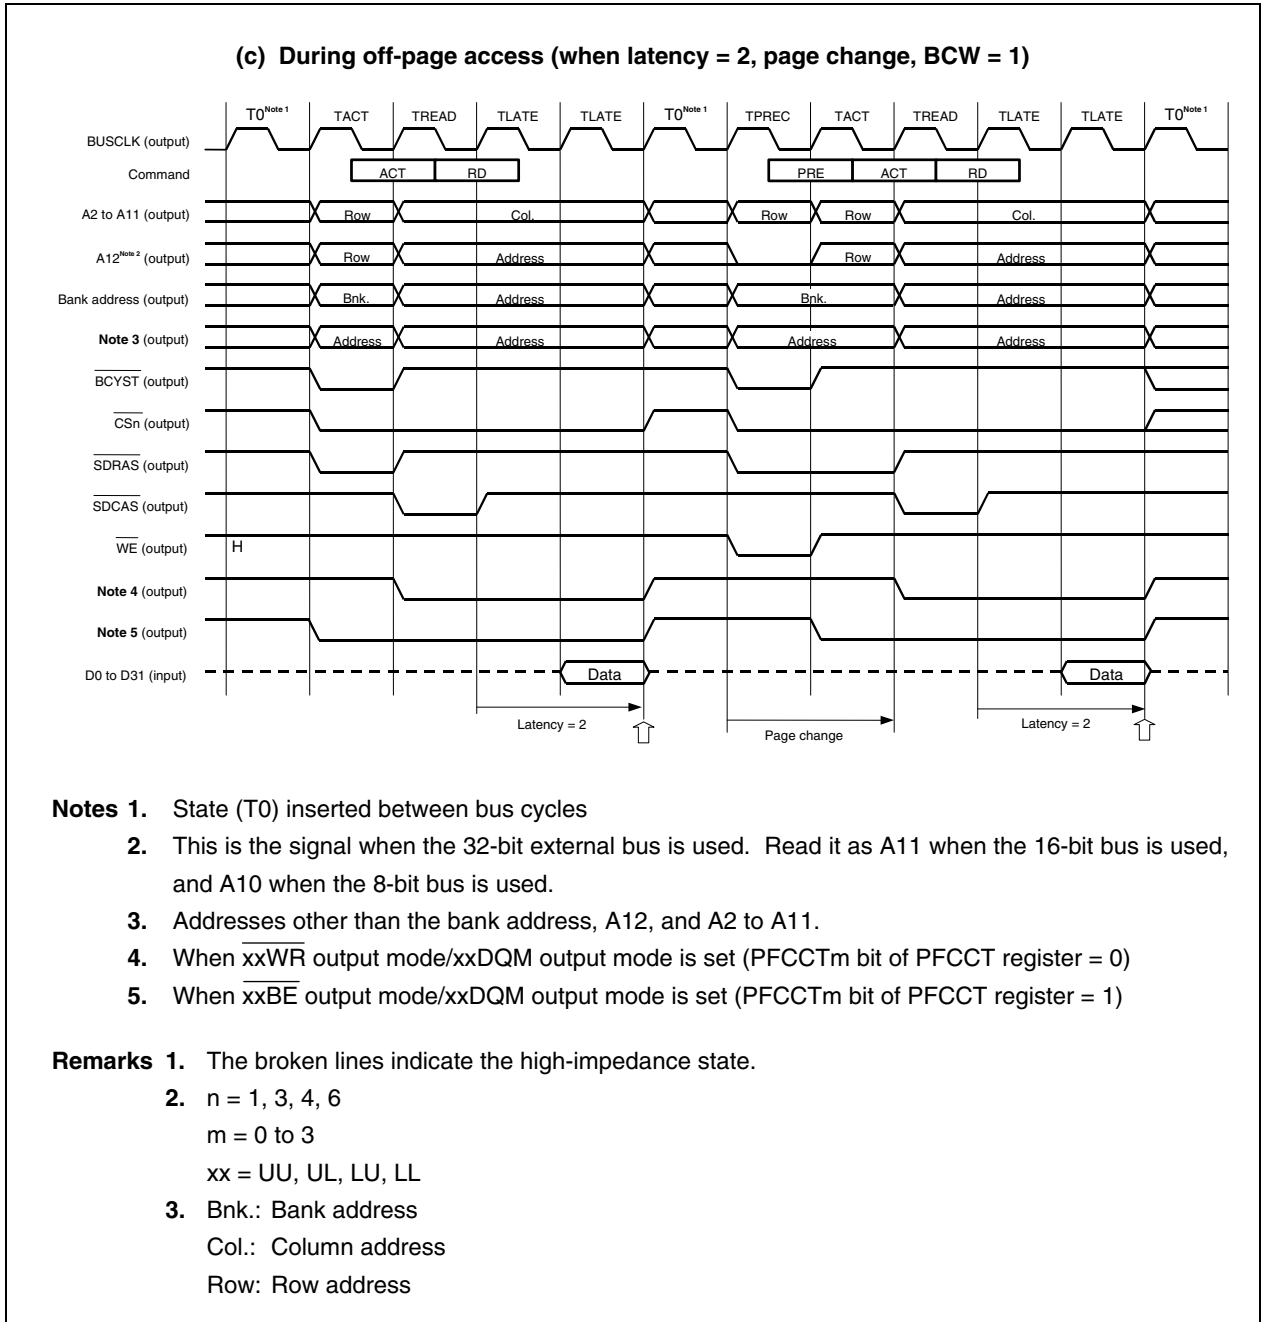 (c) During off-page access (when latency = 2, page change, BCW = 1)
T0 Note 1 TACT TREAD TLATE TLATE T0 Note 1 TPREC TACT TREAD TLATE TLATE T0 Note 1
BUSCLK (output)
Command ACT RD PRE ACT RD
A2 to A11 (output) Row Col. Row Row Col.
A12 Note 2 (output) Row Address Row Address
Bank address (output) Bnk. Address Bnk. Address
Note 3 (output) Address Address Address Address
BCYST (output)
CSn (output)
SDRAS (output)
SDCAS (output)
WE (output) H
Note 4 (output)
Note 5 (output)
D0 to D31 (input) Data Data
Latency = 2 Page change Latency = 2
Notes 1. State (T0) inserted between bus cycles
2. This is the signal when the 32-bit external bus is used. Read it as A11 when the 16-bit bus is used,
and A10 when the 8-bit bus is used.
3. Addresses other than the bank address, A12, and A2 to A11.
4. When xxWR output mode/xxDQM output mode is set (PFCCTm bit of PFCCT register = 0)
5. When xxBE output mode/xxDQM output mode is set (PFCCTm bit of PFCCT register = 1)
Remarks 1. The broken lines indicate the high-impedance state.
2. n = 1, 3, 4, 6
m = 0 to 3
xx = UU, UL, LU, LL
3. Bnk.: Bank address
Col.: Column address
Row: Row address